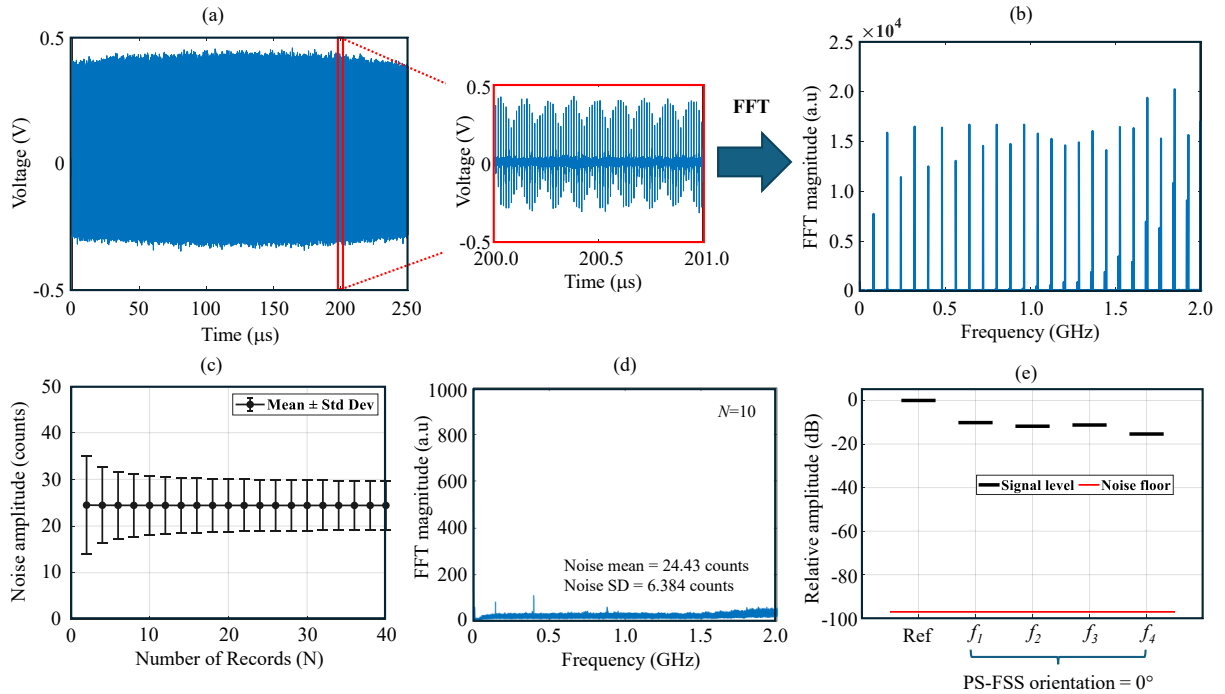 (a)
0.5
0
-0.5
Voltage (V)
0
50
100
150
200
250
Time (μs)
0.5
0
-0.5
Voltage (V)
200.0
200.5
201.0
Time (μs)
FFT
(b)
×10⁴
2.5
2.0
1.5
1.0
0.5
0
FFT magnitude (a.u)
0
0.5
1.0
1.5
2.0
Frequency (GHz)
(c)
50
40
30
20
10
0
Noise amplitude (counts)
Mean ± Std Dev
0
10
20
30
40
Number of Records (N)
(d)
1000
800
600
400
200
0
FFT magnitude (a.u)
N=10
Noise mean = 24.43 counts
Noise SD = 6.384 counts
0
0.5
1.0
1.5
2.0
Frequency (GHz)
(e)
0
-20
-40
-60
-80
-100
Relative amplitude (dB)
Signal level
Noise floor
Ref
f1
f2
f3
f4
PS-FSS orientation = 0°